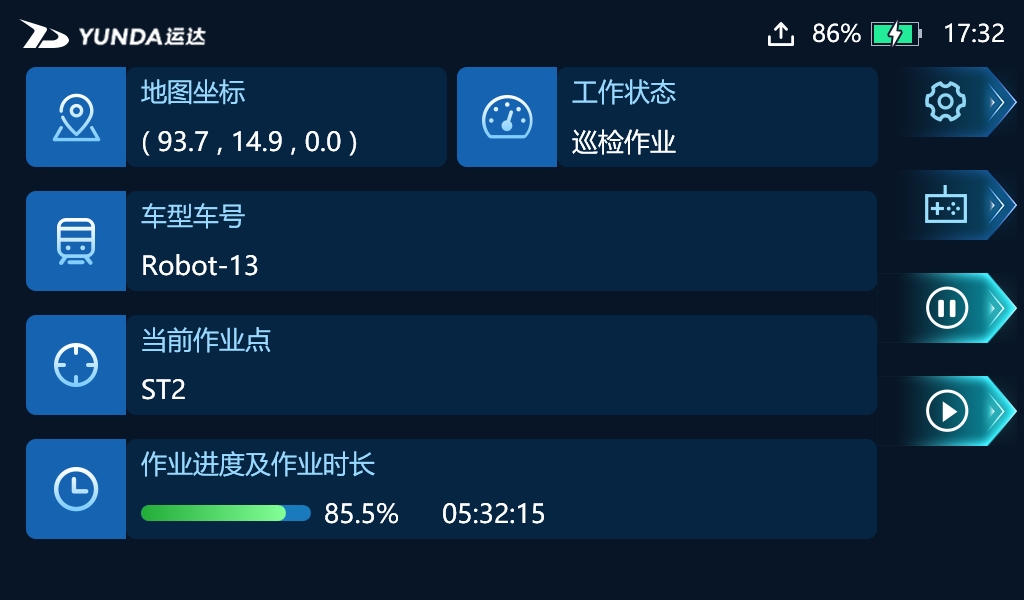 YUNDA运达
86%
17:32
地图坐标
( 93.7 , 14.9 , 0.0 )
工作状态
巡检作业
车型车号
Robot-13
当前作业点
ST2
作业进度及作业时长
85.5% 05:32:15